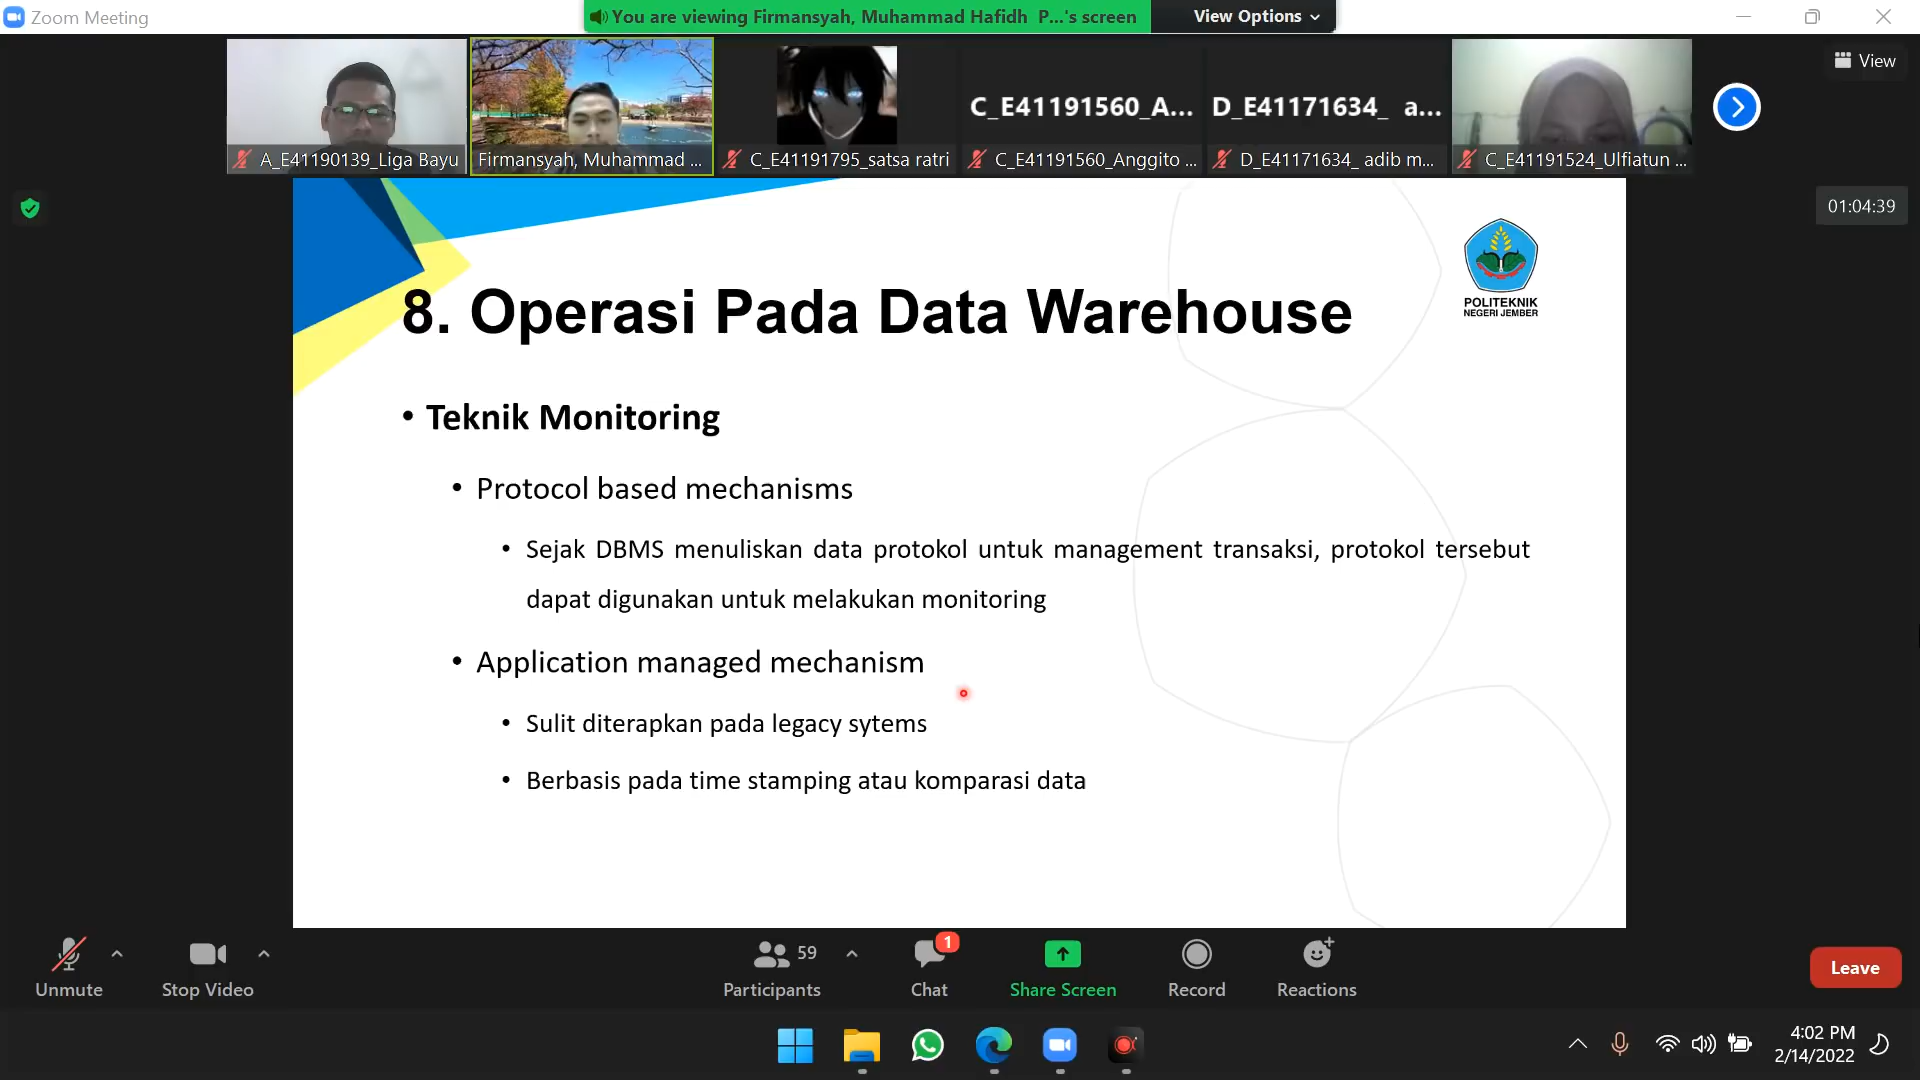 Zoom Meeting
You are viewing Firmansyah, Muhammad Hafidh P...'s screen
View Options
View
A_E41190139_Liga Bayu
Firmansyah, Muhammad ...
C_E41191795_satsa ratri
C_E41191560_A...
C_E41191560_Anggito ...
D_E41171634_ a...
D_E41171634_ adib m...
C_E41191524_Ulfiatun ...
01:04:39
POLITEKNIK
NEGERI JEMBER
8. Operasi Pada Data Warehouse
• Teknik Monitoring
• Protocol based mechanisms
• Sejak DBMS menuliskan data protokol untuk management transaksi, protokol tersebut
dapat digunakan untuk melakukan monitoring
• Application managed mechanism
• Sulit diterapkan pada legacy sytems
• Berbasis pada time stamping atau komparasi data
Unmute
Stop Video
59
Participants
1
Chat
Share Screen
Record
Reactions
Leave
4:02 PM
2/14/2022